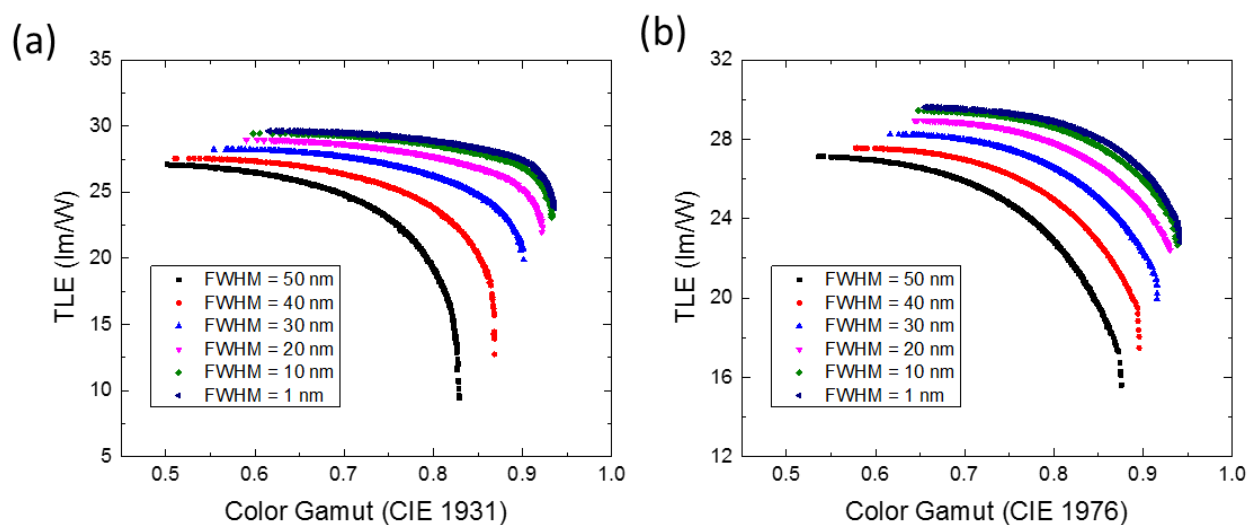 (a)
35
30
25
20
15
10
5
TLE (lm/W)
FWHM = 50 nm
FWHM = 40 nm
FWHM = 30 nm
FWHM = 20 nm
FWHM = 10 nm
FWHM = 1 nm
0.5 0.6 0.7 0.8 0.9 1.0
Color Gamut (CIE 1931)
(b)
32
28
24
20
16
12
TLE (lm/W)
FWHM = 50 nm
FWHM = 40 nm
FWHM = 30 nm
FWHM = 20 nm
FWHM = 10 nm
FWHM = 1 nm
0.5 0.6 0.7 0.8 0.9 1.0
Color Gamut (CIE 1976)